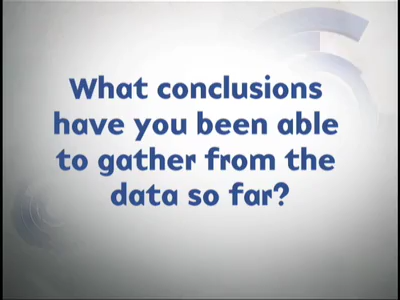 What conclusions
have you been able
to gather from the
data so far?